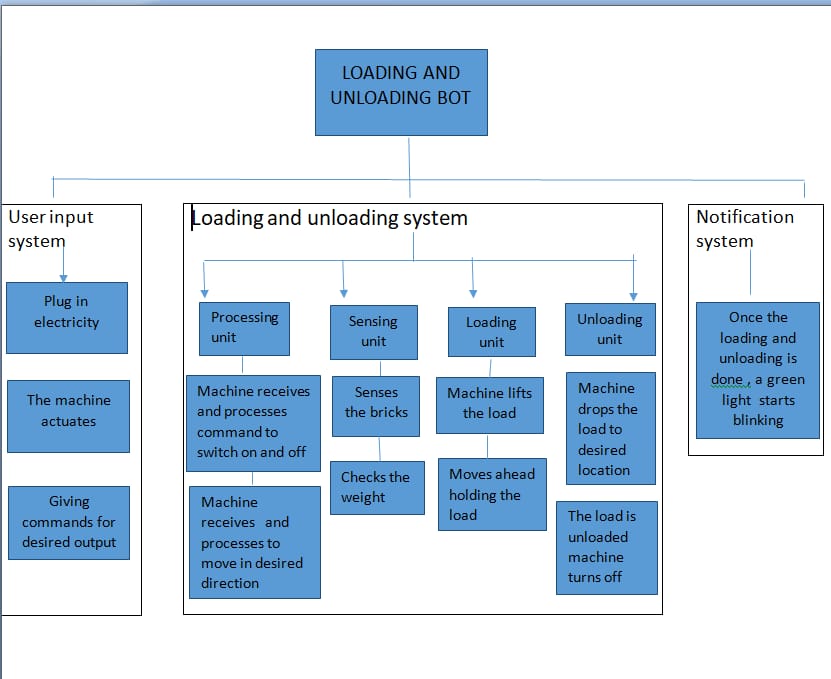 LOADING AND
UNLOADING BOT
User input
system
Plug in
electricity
The machine
actuates
Giving
commands for
desired output
Loading and unloading system
Processing
unit
Machine receives
and processes
command to
switch on and off
Machine
receives and
processes to
move in desired
direction
Sensing
unit
Senses
the bricks
Checks the
weight
Loading
unit
Machine lifts
the load
Moves ahead
holding the
load
Unloading
unit
Machine
drops the
load to
desired
location
The load is
unloaded
machine
turns off
Notification
system
Once the
loading and
unloading is
done , a green
light starts
blinking